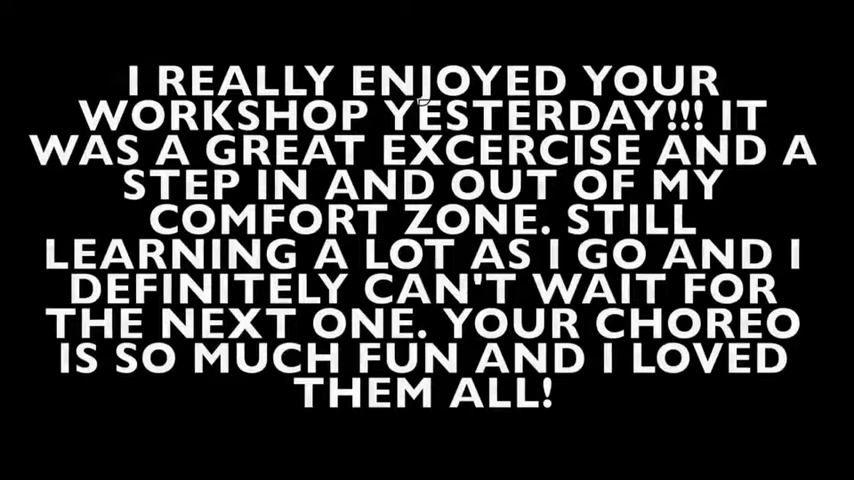 I REALLY ENJOYED YOUR
WORKSHOP YESTERDAY!!! IT
WAS A GREAT EXCERCISE AND A
STEP IN AND OUT OF MY
COMFORT ZONE. STILL
LEARNING A LOT AS I GO AND I
DEFINITELY CAN'T WAIT FOR
THE NEXT ONE. YOUR CHOREO
IS SO MUCH FUN AND I LOVED
THEM ALL!